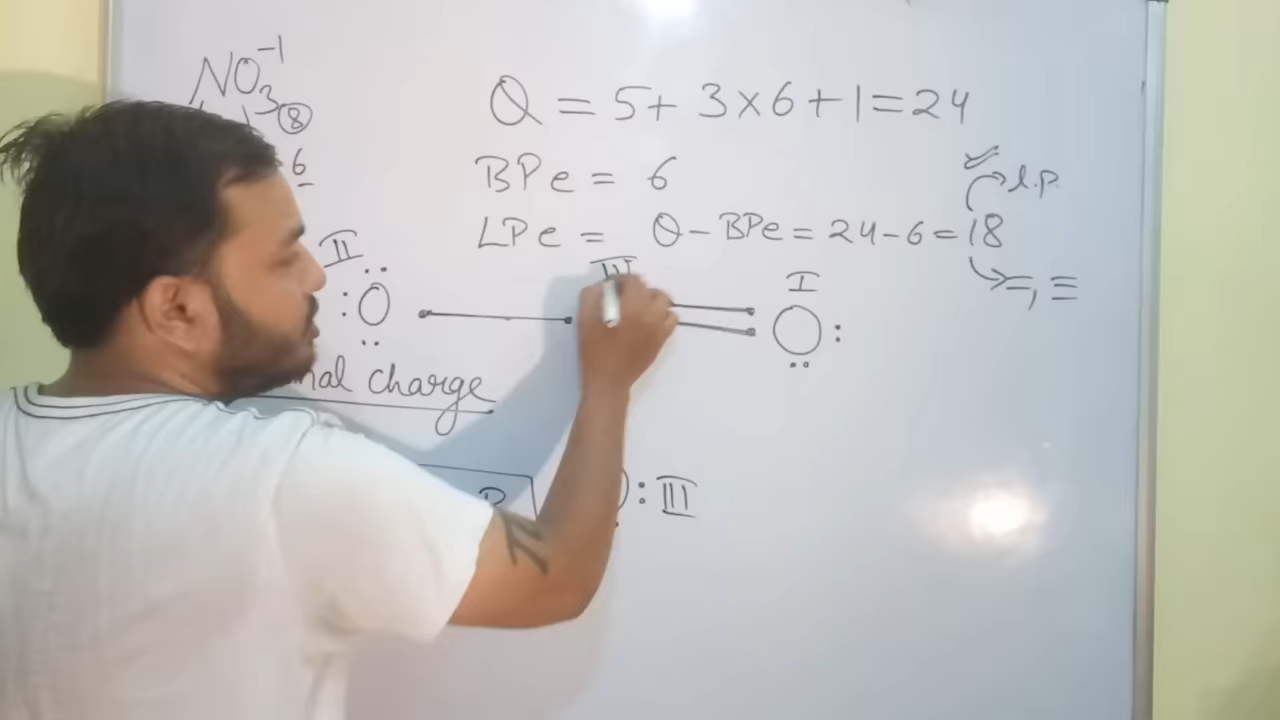 NO₃⁻¹
8
6
Q = 5 + 3 × 6 + 1 = 24
BPe = 6
l.p.
LPe = Q - BPe = 24 - 6 = 18
=, ≡
II
III
I
:O
O:
nal charge
: III